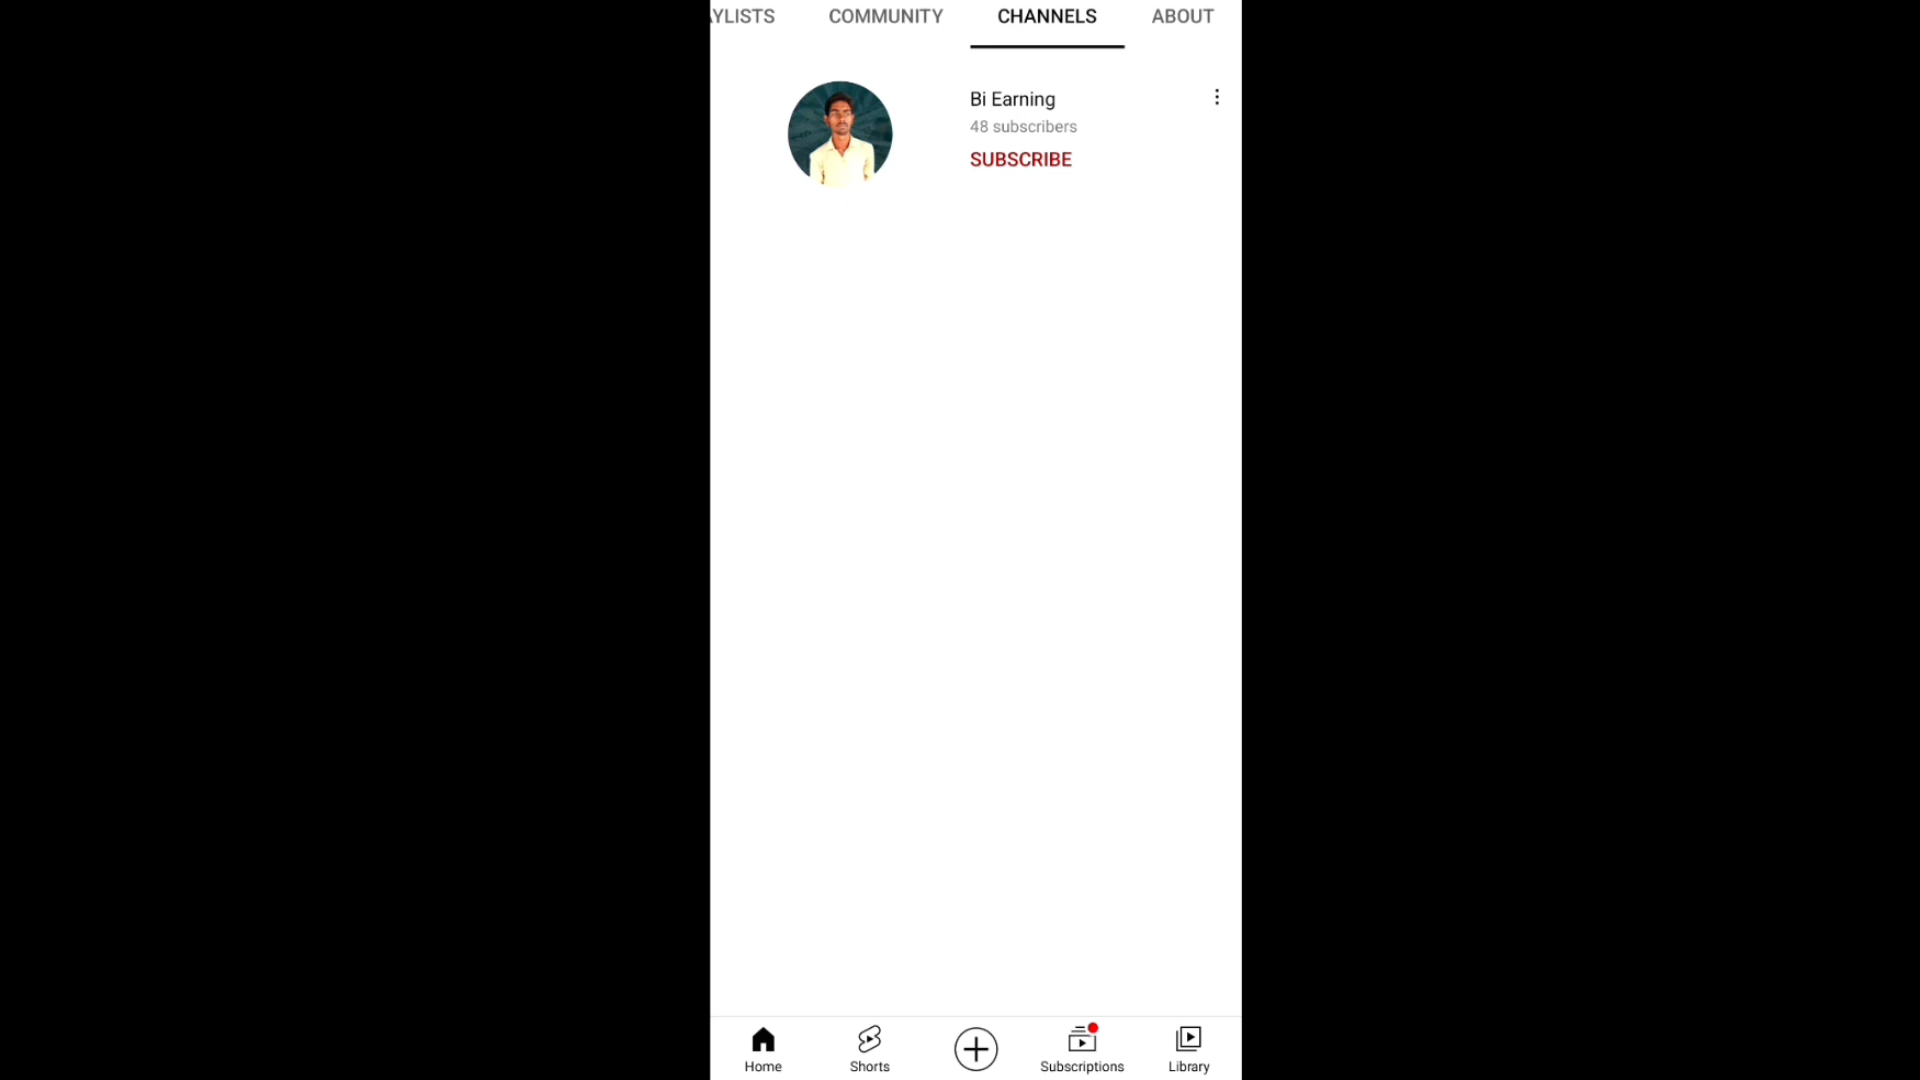 YLISTS COMMUNITY CHANNELS ABOUT
Bi Earning
48 subscribers
SUBSCRIBE
Home Shorts Subscriptions Library